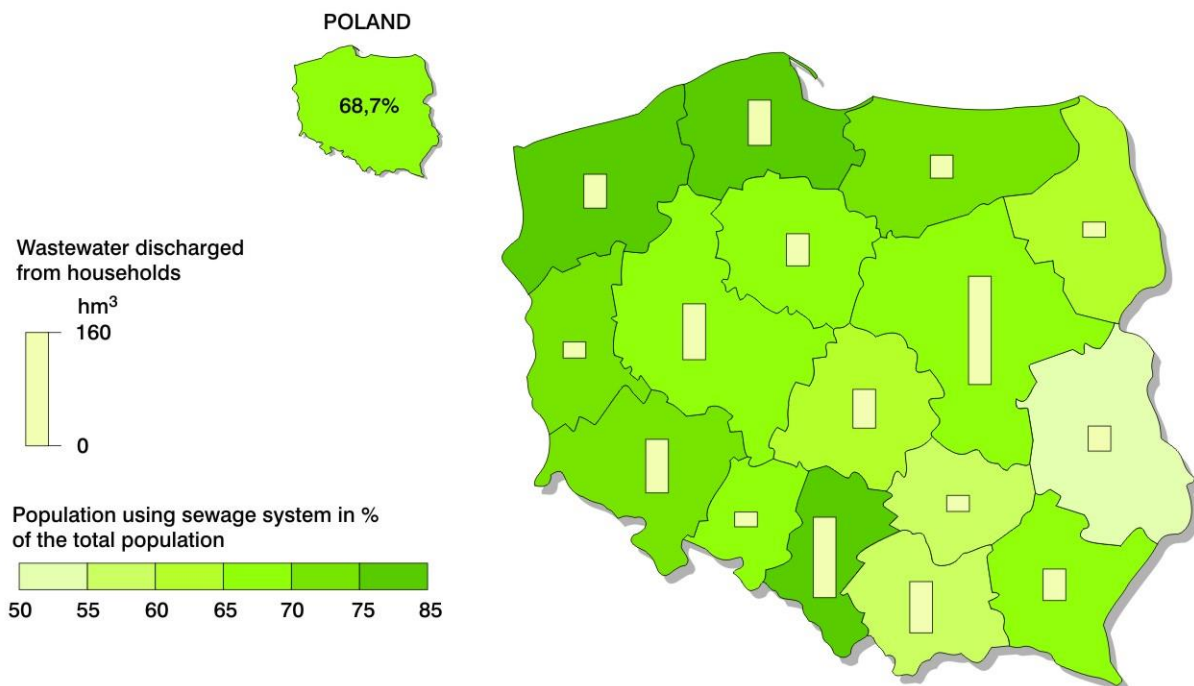 POLAND
68,7%
Wastewater discharged
from households
hm³
160
0
Population using sewage system in %
of the total population
50 55 60 65 70 75 85